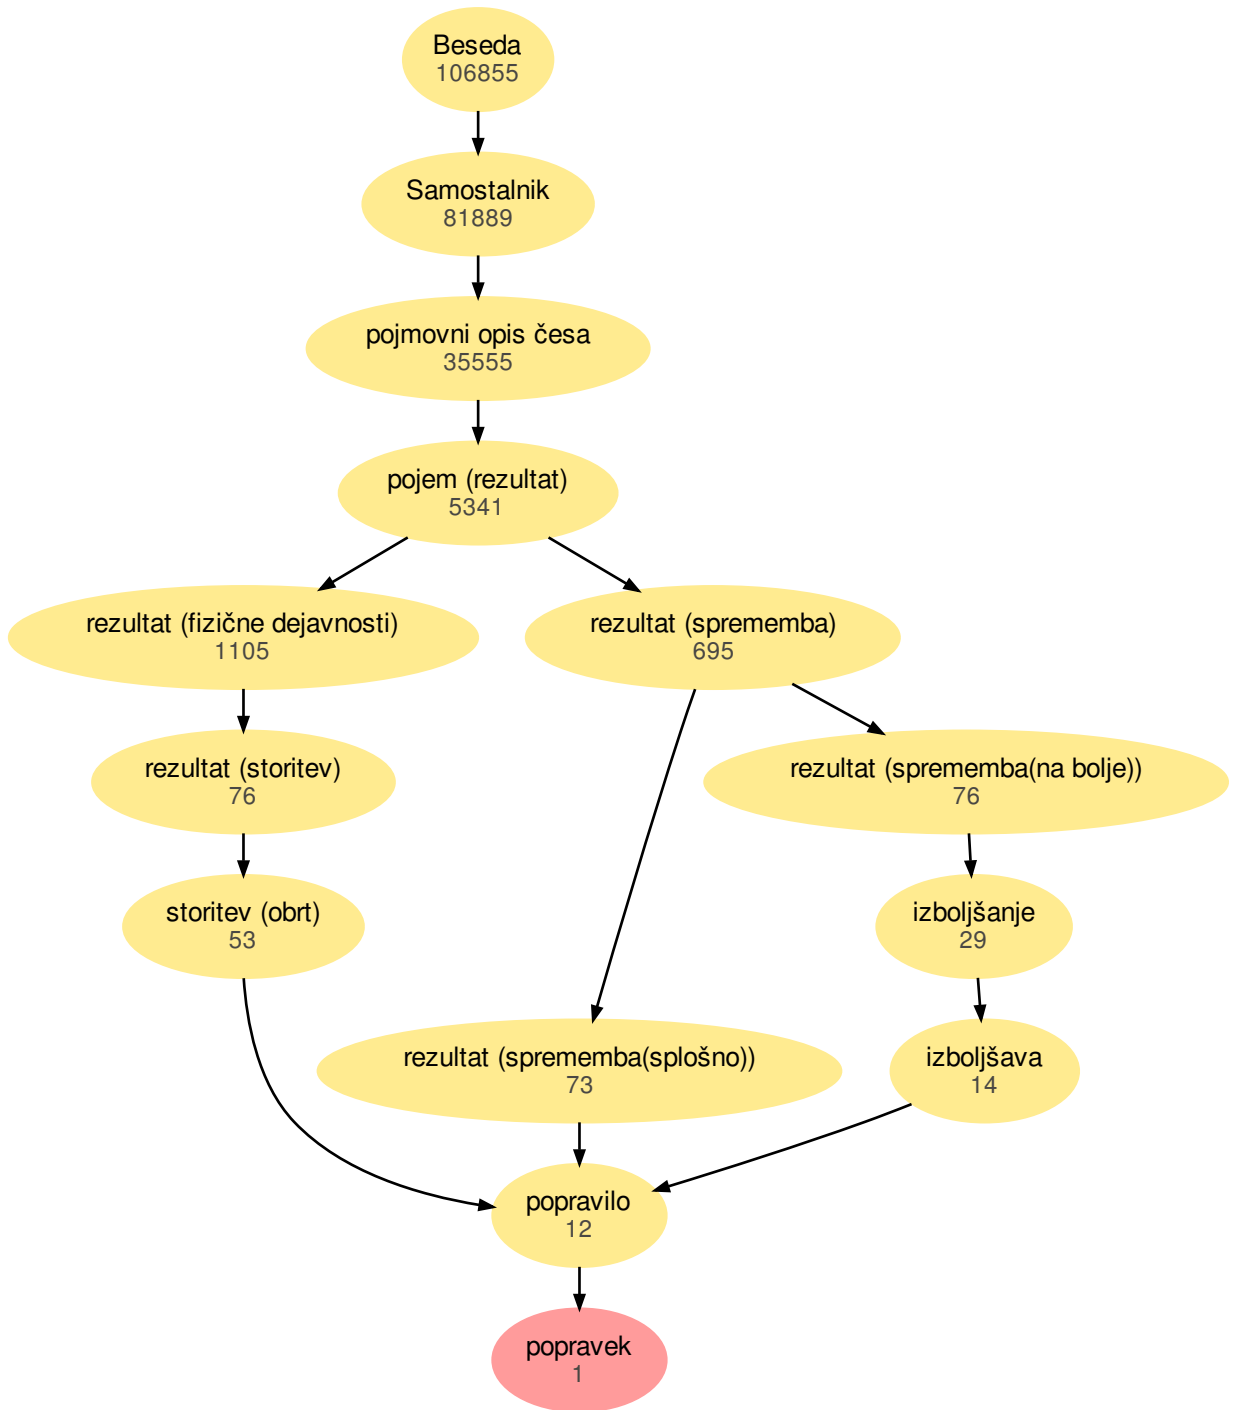 Beseda
106855
Samostalnik
81889
pojmovni opis česa
35555
pojem (rezultat)
5341
rezultat (fizične dejavnosti)
1105
rezultat (sprememba)
695
rezultat (storitev)
76
rezultat (sprememba(na bolje))
76
storitev (obrt)
53
izboljšanje
29
rezultat (sprememba(splošno))
73
izboljšava
14
popravilo
12
popravek
1